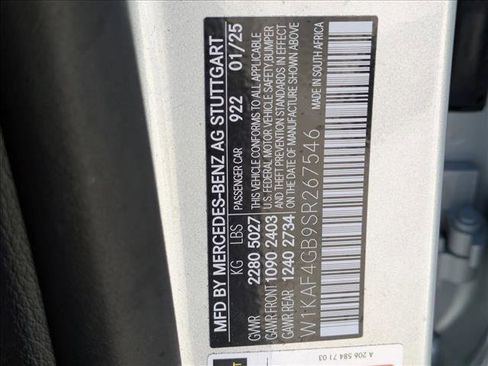 MFD BY MERCEDES-BENZ AG STUTTGART
KG LBS PASSENGER CAR 922 01/25
GVWR 2280 5027 THIS VEHICLE CONFORMS TO ALL APPLICABLE
U.S. FEDERAL MOTOR VEHICLE SAFETY, BUMPER
GAWR FRONT 1090 2403 AND THEFT PREVENTION STANDARDS IN EFFECT
GAWR REAR 1240 2734 ON THE DATE OF MANUFACTURE SHOWN ABOVE
W1KAF4GB9SR267546 MADE IN SOUTH AFRICA
A 206 584 71 03